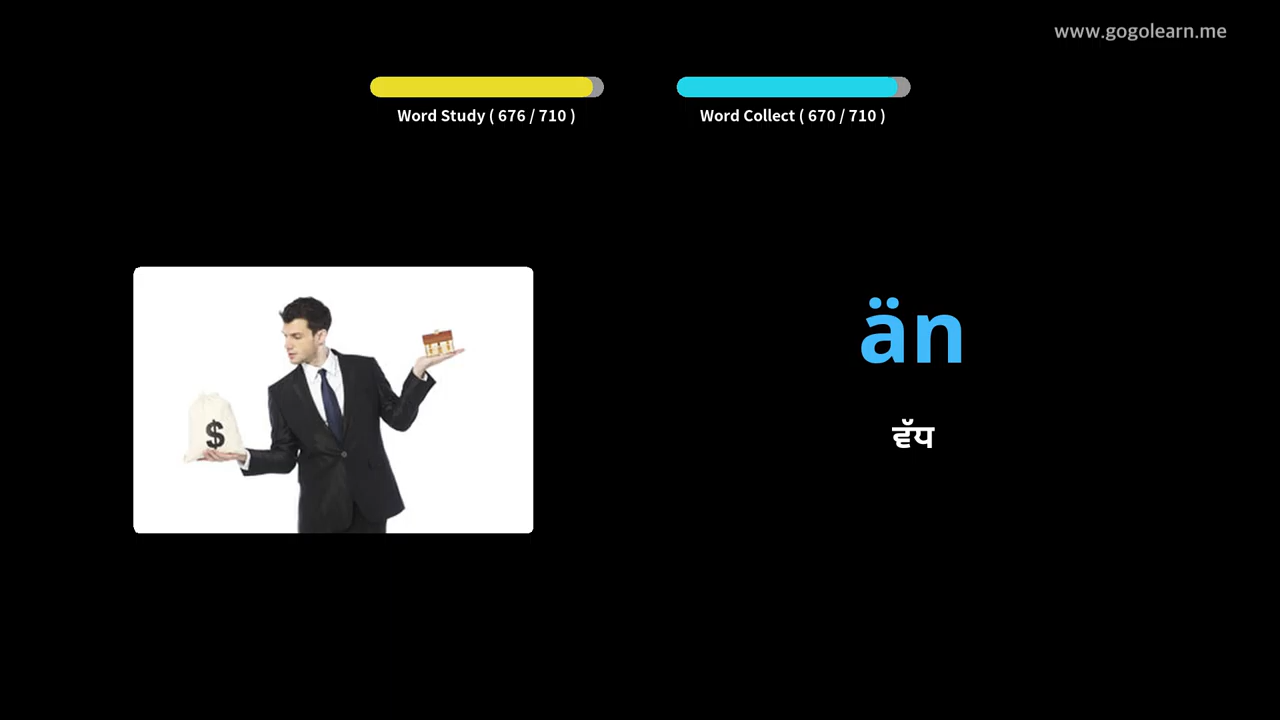 www.gogolearn.me
Word Study ( 676 / 710 )
Word Collect ( 670 / 710 )
än
ਵੱਧ
$